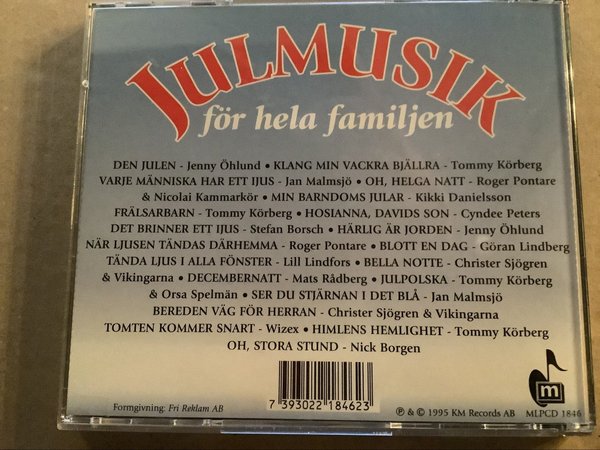 JULMUSIK
för hela familjen
DEN JULEN - Jenny Öhlund • KLANG MIN VACKRA BJÄLLRA - Tommy Körberg
VARJE MÄNNISKA HAR ETT IJUS - Jan Malmsjö • OH, HELGA NATT - Roger Pontare
& Nicolai Kammarkör • MIN BARNDOMS JULAR - Kikki Danielsson
FRÄLSARBARN - Tommy Körberg • HOSIANNA, DAVIDS SON - Cyndee Peters
DET BRINNER ETT IJUS - Stefan Borsch • HÄRLIG ÄR JORDEN - Jenny Öhlund
NÄR LJUSEN TÄNDAS DÄRHEMMA - Roger Pontare • BLOTT EN DAG - Göran Lindberg
TÄNDA LJUS I ALLA FÖNSTER - Lill Lindfors • BELLA NOTTE - Christer Sjögren
& Vikingarna • DECEMBERNATT - Mats Rådberg • JULPOLSKA - Tommy Körberg
& Orsa Spelmän • SER DU STJÄRNAN I DET BLÅ - Jan Malmsjö
BEREDEN VÄG FÖR HERRAN - Christer Sjögren & Vikingarna
TOMTEN KOMMER SNART - Wizex • HIMLENS HEMLIGHET - Tommy Körberg
OH, STORA STUND - Nick Borgen
7 393022 184623
m
Formgivning: Fri Reklam AB
℗ & © 1995 KM Records AB MLPCD 1846